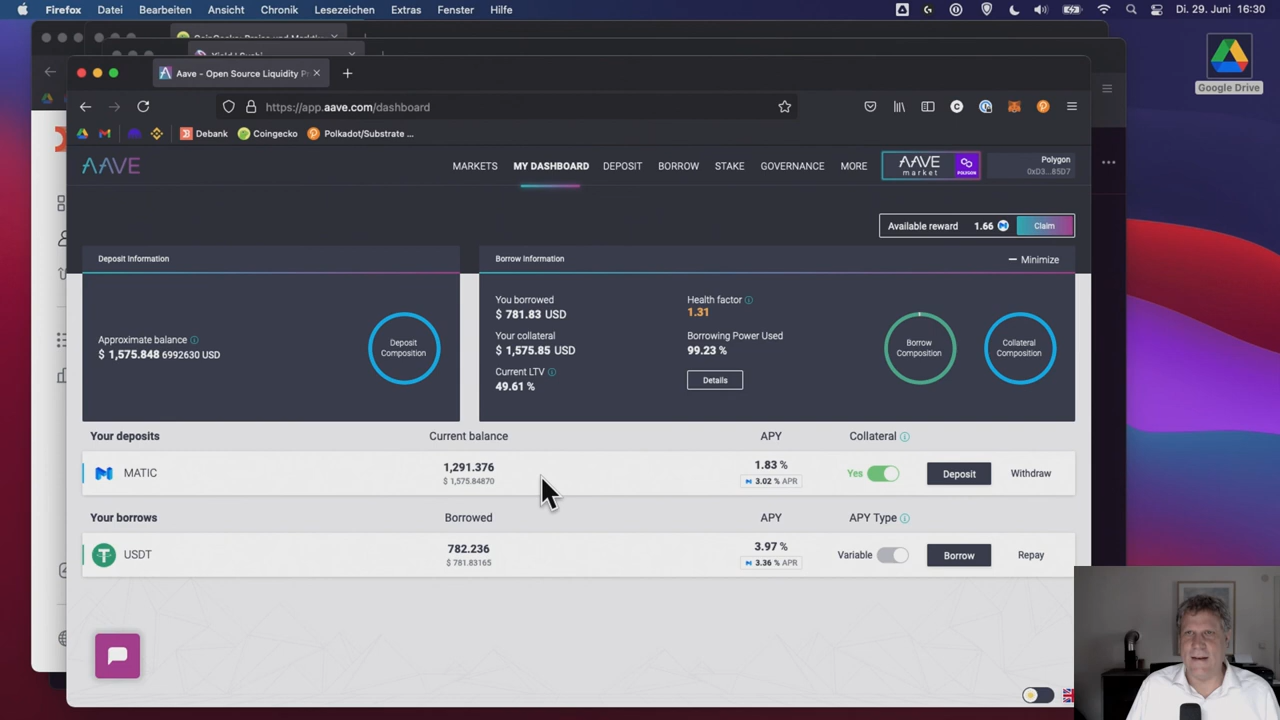 Firefox Datei Bearbeiten Ansicht Chronik Lesezeichen Extras Fenster Hilfe Di. 29. Juni 16:30
Aave - Open Source Liquidity P
https://app.aave.com/dashboard
Debank Coingecko Polkadot/Substrate ...
Google Drive
AAVE MARKETS MY DASHBOARD DEPOSIT BORROW STAKE GOVERNANCE MORE
AAVE
market
POLYGON
Polygon
0xD3...85D7
Available reward 1.66 Claim
Deposit Information
Approximate balance
$ 1,575.848 6992630 USD
Deposit
Composition
Borrow Information
Minimize
You borrowed
$ 781.83 USD
Your collateral
$ 1,575.85 USD
Current LTV
49.61 %
Health factor
1.31
Borrowing Power Used
99.23 %
Details
Borrow
Composition
Collateral
Composition
Your deposits Current balance APY Collateral
MATIC 1,291.376 1.83 % Yes Deposit Withdraw
$ 1,575.84870 3.02 % APR
Your borrows Borrowed APY APY Type
USDT 782.236 3.97 % Variable Borrow Repay
$ 781.83165 3.36 % APR